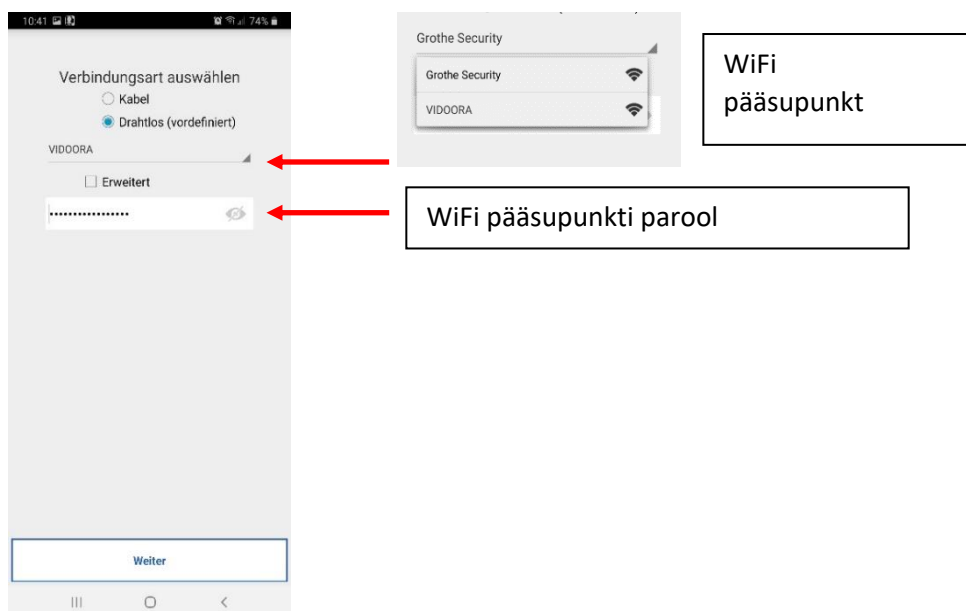 10:41
74%
Verbindungsart auswählen
Kabel
Drahtlos (vordefiniert)
VIDOORA
Erweitert
••••••••••••••••
Weiter
Grothe Security
Grothe Security
VIDOORA
WiFi
pääsupunkt
WiFi pääsupunkti parool